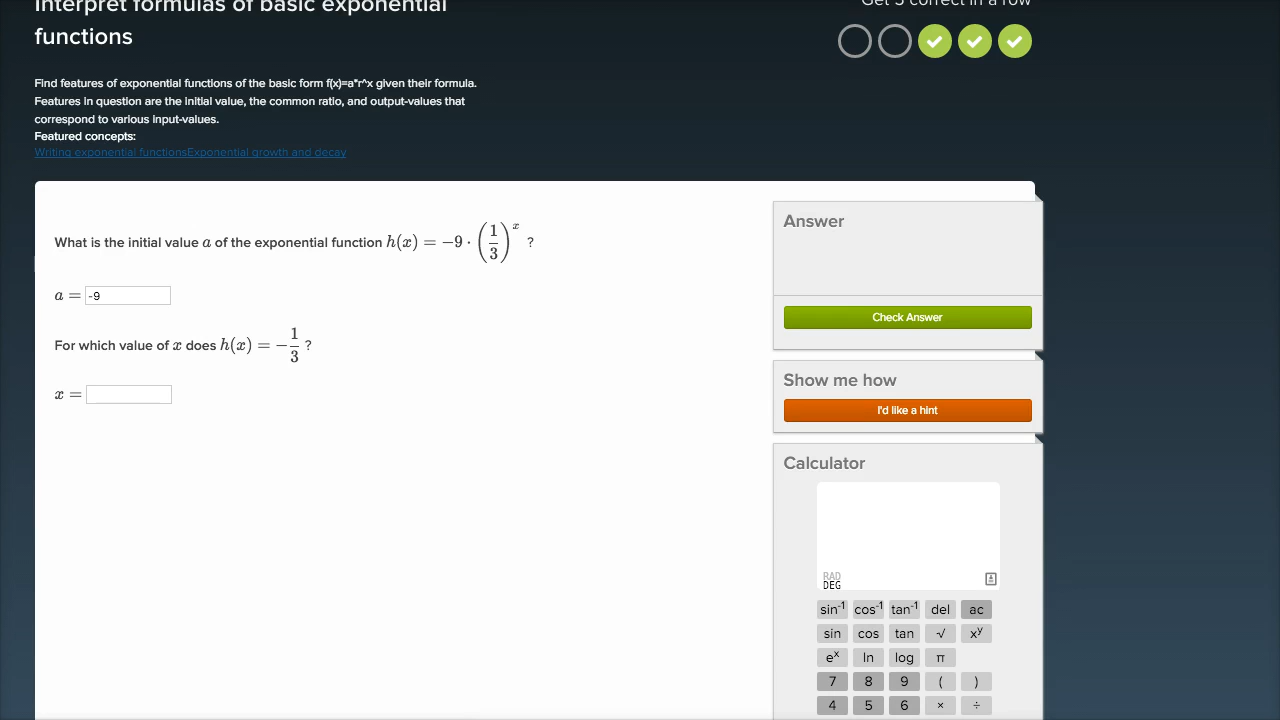 Interpret formulas of basic exponential
functions
Get 5 correct in a row
Find features of exponential functions of the basic form f(x)=a*r^x given their formula.
Features in question are the initial value, the common ratio, and output-values that
correspond to various input-values.
Featured concepts:
Writing exponential functionsExponential growth and decay
What is the initial value a of the exponential function h(x) = −9 · (1/3)^x ?
a = -9
For which value of x does h(x) = −1/3 ?
x =
Answer
Check Answer
Show me how
I'd like a hint
Calculator
RAD
DEG
sin⁻¹ cos⁻¹ tan⁻¹ del ac
sin cos tan √ xʸ
eˣ ln log π
7 8 9 ( )
4 5 6 × ÷